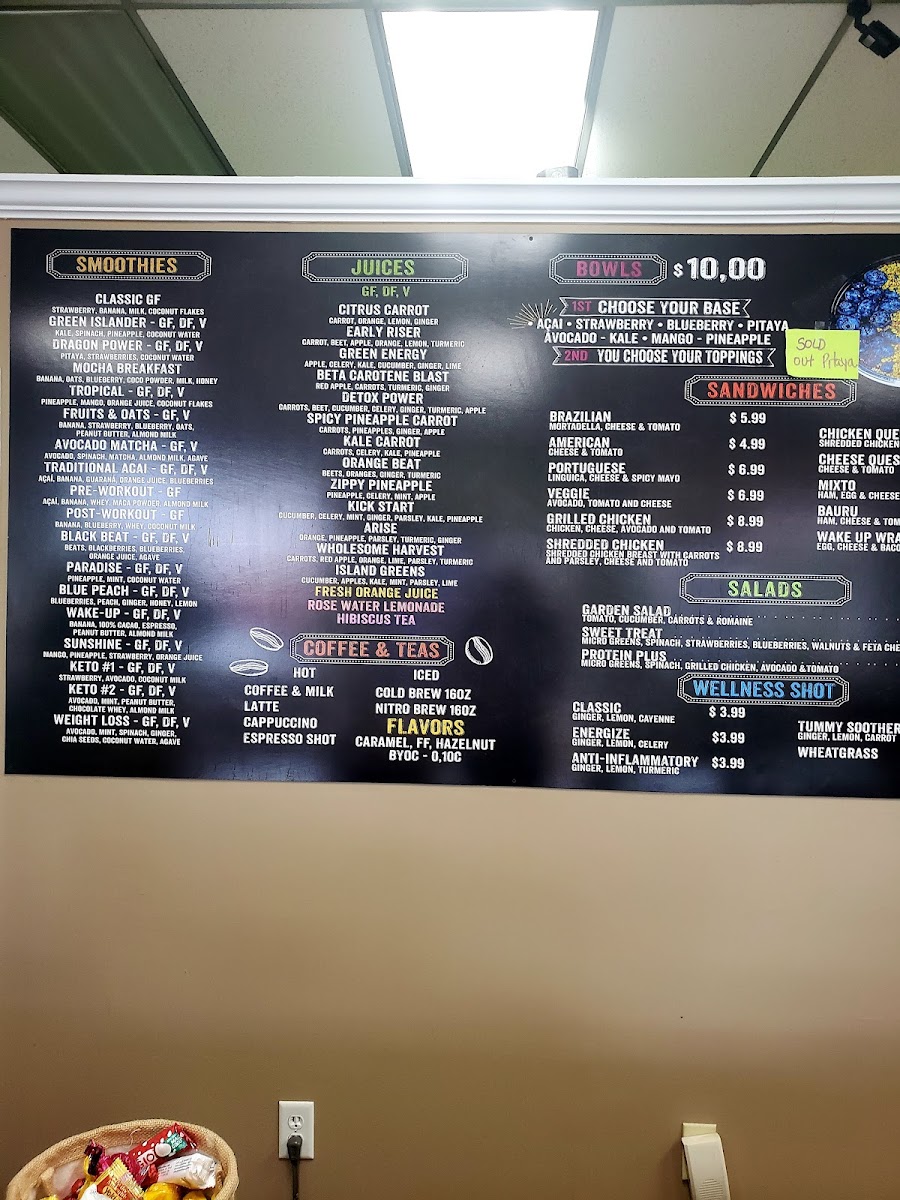 SMOOTHIES
CLASSIC GF
STRAWBERRY, BANANA, MILK, COCONUT FLAKES
GREEN ISLANDER - GF, DF, V
KALE, SPINACH, PINEAPPLE, COCONUT WATER
DRAGON POWER - GF, DF, V
PITAYA, STRAWBERRIES, COCONUT WATER
MOCHA BREAKFAST
BANANA, OATS, BLUEBERRY, COCO POWDER, MILK, HONEY
TROPICAL - GF, DF, V
PINEAPPLE, MANGO, ORANGE JUICE, COCONUT FLAKES
FRUITS & OATS - GF, V
BANANA, STRAWBERRY, BLUEBERRY, OATS,
PEANUT BUTTER, ALMOND MILK
AVOCADO MATCHA - GF, V
AVOCADO, SPINACH, MATCHA, ALMOND MILK, AGAVE
TRADITIONAL ACAI - GF, DF, V
AÇAÍ, BANANA, GUARANÁ, ORANGE JUICE, BLUEBERRIES
PRE-WORKOUT - GF
AÇAÍ, BANANA, WHEY, MACA POWDER, ALMOND MILK
POST-WORKOUT - GF
BANANA, BLUEBERRY, WHEY, COCONUT MILK
BLACK BEAT - GF, DF, V
BEATS, BLACKBERRIES, BLUEBERRIES,
ORANGE JUICE, AGAVE
PARADISE - GF, DF, V
PINEAPPLE, MINT, COCONUT WATER
BLUE PEACH - GF, DF, V
BLUEBERRIES, PEACH, GINGER, HONEY, LEMON
WAKE-UP - GF, DF, V
BANANA, 100% CACAO, ESPRESSO,
PEANUT BUTTER, ALMOND MILK
SUNSHINE - GF, DF, V
MANGO, PINEAPPLE, STRAWBERRY, ORANGE JUICE
KETO #1 - GF, DF, V
STRAWBERRY, AVOCADO, COCONUT MILK
KETO #2 - GF, DF, V
AVOCADO, MINT, PEANUT BUTTER,
CHOCOLATE WHEY, ALMOND MILK
WEIGHT LOSS - GF, DF, V
AVOCADO, MINT, SPINACH, GINGER,
CHIA SEEDS, COCONUT WATER, AGAVE
JUICES
GF, DF, V
CITRUS CARROT
CARROT, ORANGE, LEMON, GINGER
EARLY RISER
CARROT, BEET, APPLE, ORANGE, LEMON, TURMERIC
GREEN ENERGY
APPLE, CELERY, KALE, CUCUMBER, GINGER, LIME
BETA CAROTENE BLAST
RED APPLE, CARROTS, TURMERIC, GINGER
DETOX POWER
CARROTS, BEET, CUCUMBER, CELERY, GINGER, TURMERIC, APPLE
SPICY PINEAPPLE CARROT
CARROTS, PINEAPPLES, GINGER, APPLE
KALE CARROT
CARROTS, CELERY, KALE, PINEAPPLE
ORANGE BEAT
BEETS, ORANGES, GINGER, TURMERIC
ZIPPY PINEAPPLE
PINEAPPLE, CELERY, MINT, APPLE
KICK START
CUCUMBER, CELERY, MINT, GINGER, PARSLEY, KALE, PINEAPPLE
ARISE
ORANGE, PINEAPPLE, PARSLEY, TURMERIC, GINGER
WHOLESOME HARVEST
CARROTS, RED APPLE, ORANGE, LIME, PARSLEY, TURMERIC
ISLAND GREENS
CUCUMBER, APPLES, KALE, MINT, PARSLEY, LIME
FRESH ORANGE JUICE
ROSE WATER LEMONADE
HIBISCUS TEA
COFFEE & TEAS
HOT
COFFEE & MILK
LATTE
CAPPUCCINO
ESPRESSO SHOT
ICED
COLD BREW 16OZ
NITRO BREW 16OZ
FLAVORS
CARAMEL, FF, HAZELNUT
BYOC - 0,10C
BOWLS $10,00
1ST CHOOSE YOUR BASE
• AÇAI • STRAWBERRY • BLUEBERRY • PITAYA
AVOCADO - KALE • MANGO - PINEAPPLE
2ND YOU CHOOSE YOUR TOPPINGS
SOLD
out Pitaya
SANDWICHES
BRAZILIAN $ 5.99
MORTADELLA, CHEESE & TOMATO
AMERICAN $ 4.99
CHEESE & TOMATO
PORTUGUESE $ 6.99
LINGUICA, CHEESE & SPICY MAYO
VEGGIE $ 6.99
AVOCADO, TOMATO AND CHEESE
GRILLED CHICKEN $ 8.99
CHICKEN, CHEESE, AVOCADO AND TOMATO
SHREDDED CHICKEN $ 8.99
SHREDDED CHICKEN BREAST WITH CARROTS
AND PARSLEY, CHEESE AND TOMATO
CHICKEN QUE
SHREDDED CHICKEN
CHEESE QUES
CHEESE & TOMATO
MIXTO
HAM, EGG & CHEESE
BAURU
HAM, CHEESE & TOM
WAKE UP WRA
EGG, CHEESE & BACO
SALADS
GARDEN SALAD
TOMATO, CUCUMBER, CARROTS & ROMAINE
SWEET TREAT
MICRO GREENS, SPINACH, STRAWBERRIES, BLUEBERRIES, WALNUTS & FETA CHE
PROTEIN PLUS
MICRO GREENS, SPINACH, GRILLED CHICKEN, AVOCADO &TOMATO
WELLNESS SHOT
CLASSIC $ 3.99
GINGER, LEMON, CAYENNE
ENERGIZE $3.99
GINGER, LEMON, CELERY
ANTI-INFLAMMATORY $3.99
GINGER, LEMON, TURMERIC
TUMMY SOOTHER
GINGER, LEMON, CARROT
WHEATGRASS